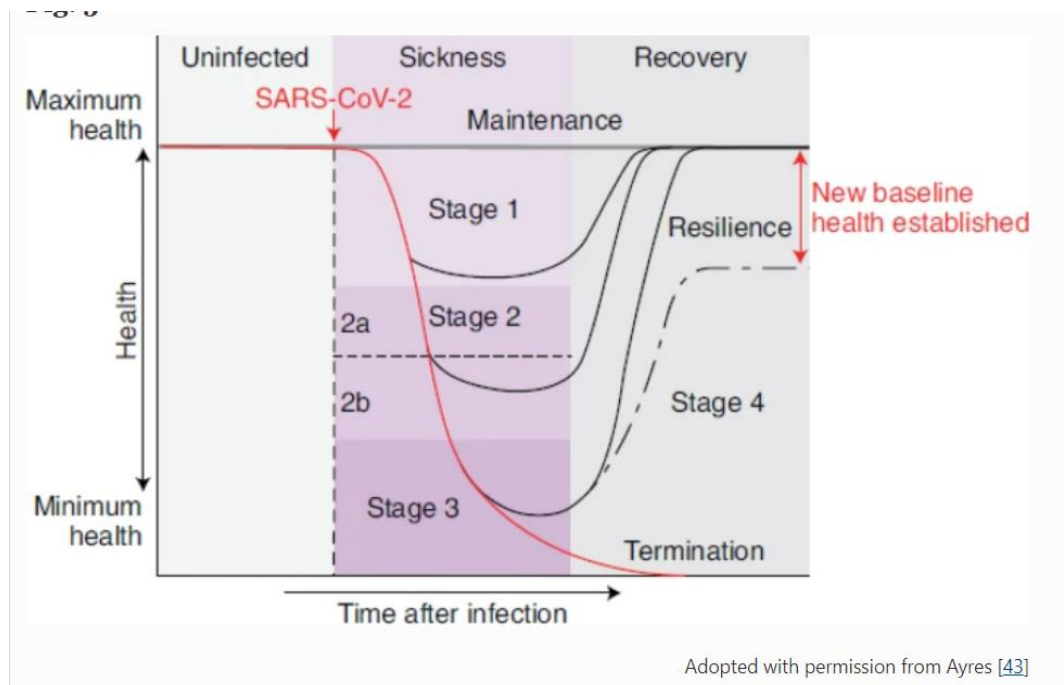 Uninfected
Sickness
Recovery
Maximum
health
SARS-CoV-2
Maintenance
Stage 1
New baseline
health established
Resilience
Health
2a
Stage 2
2b
Stage 4
Minimum
health
Stage 3
Termination
Time after infection
Adopted with permission from Ayres [43]